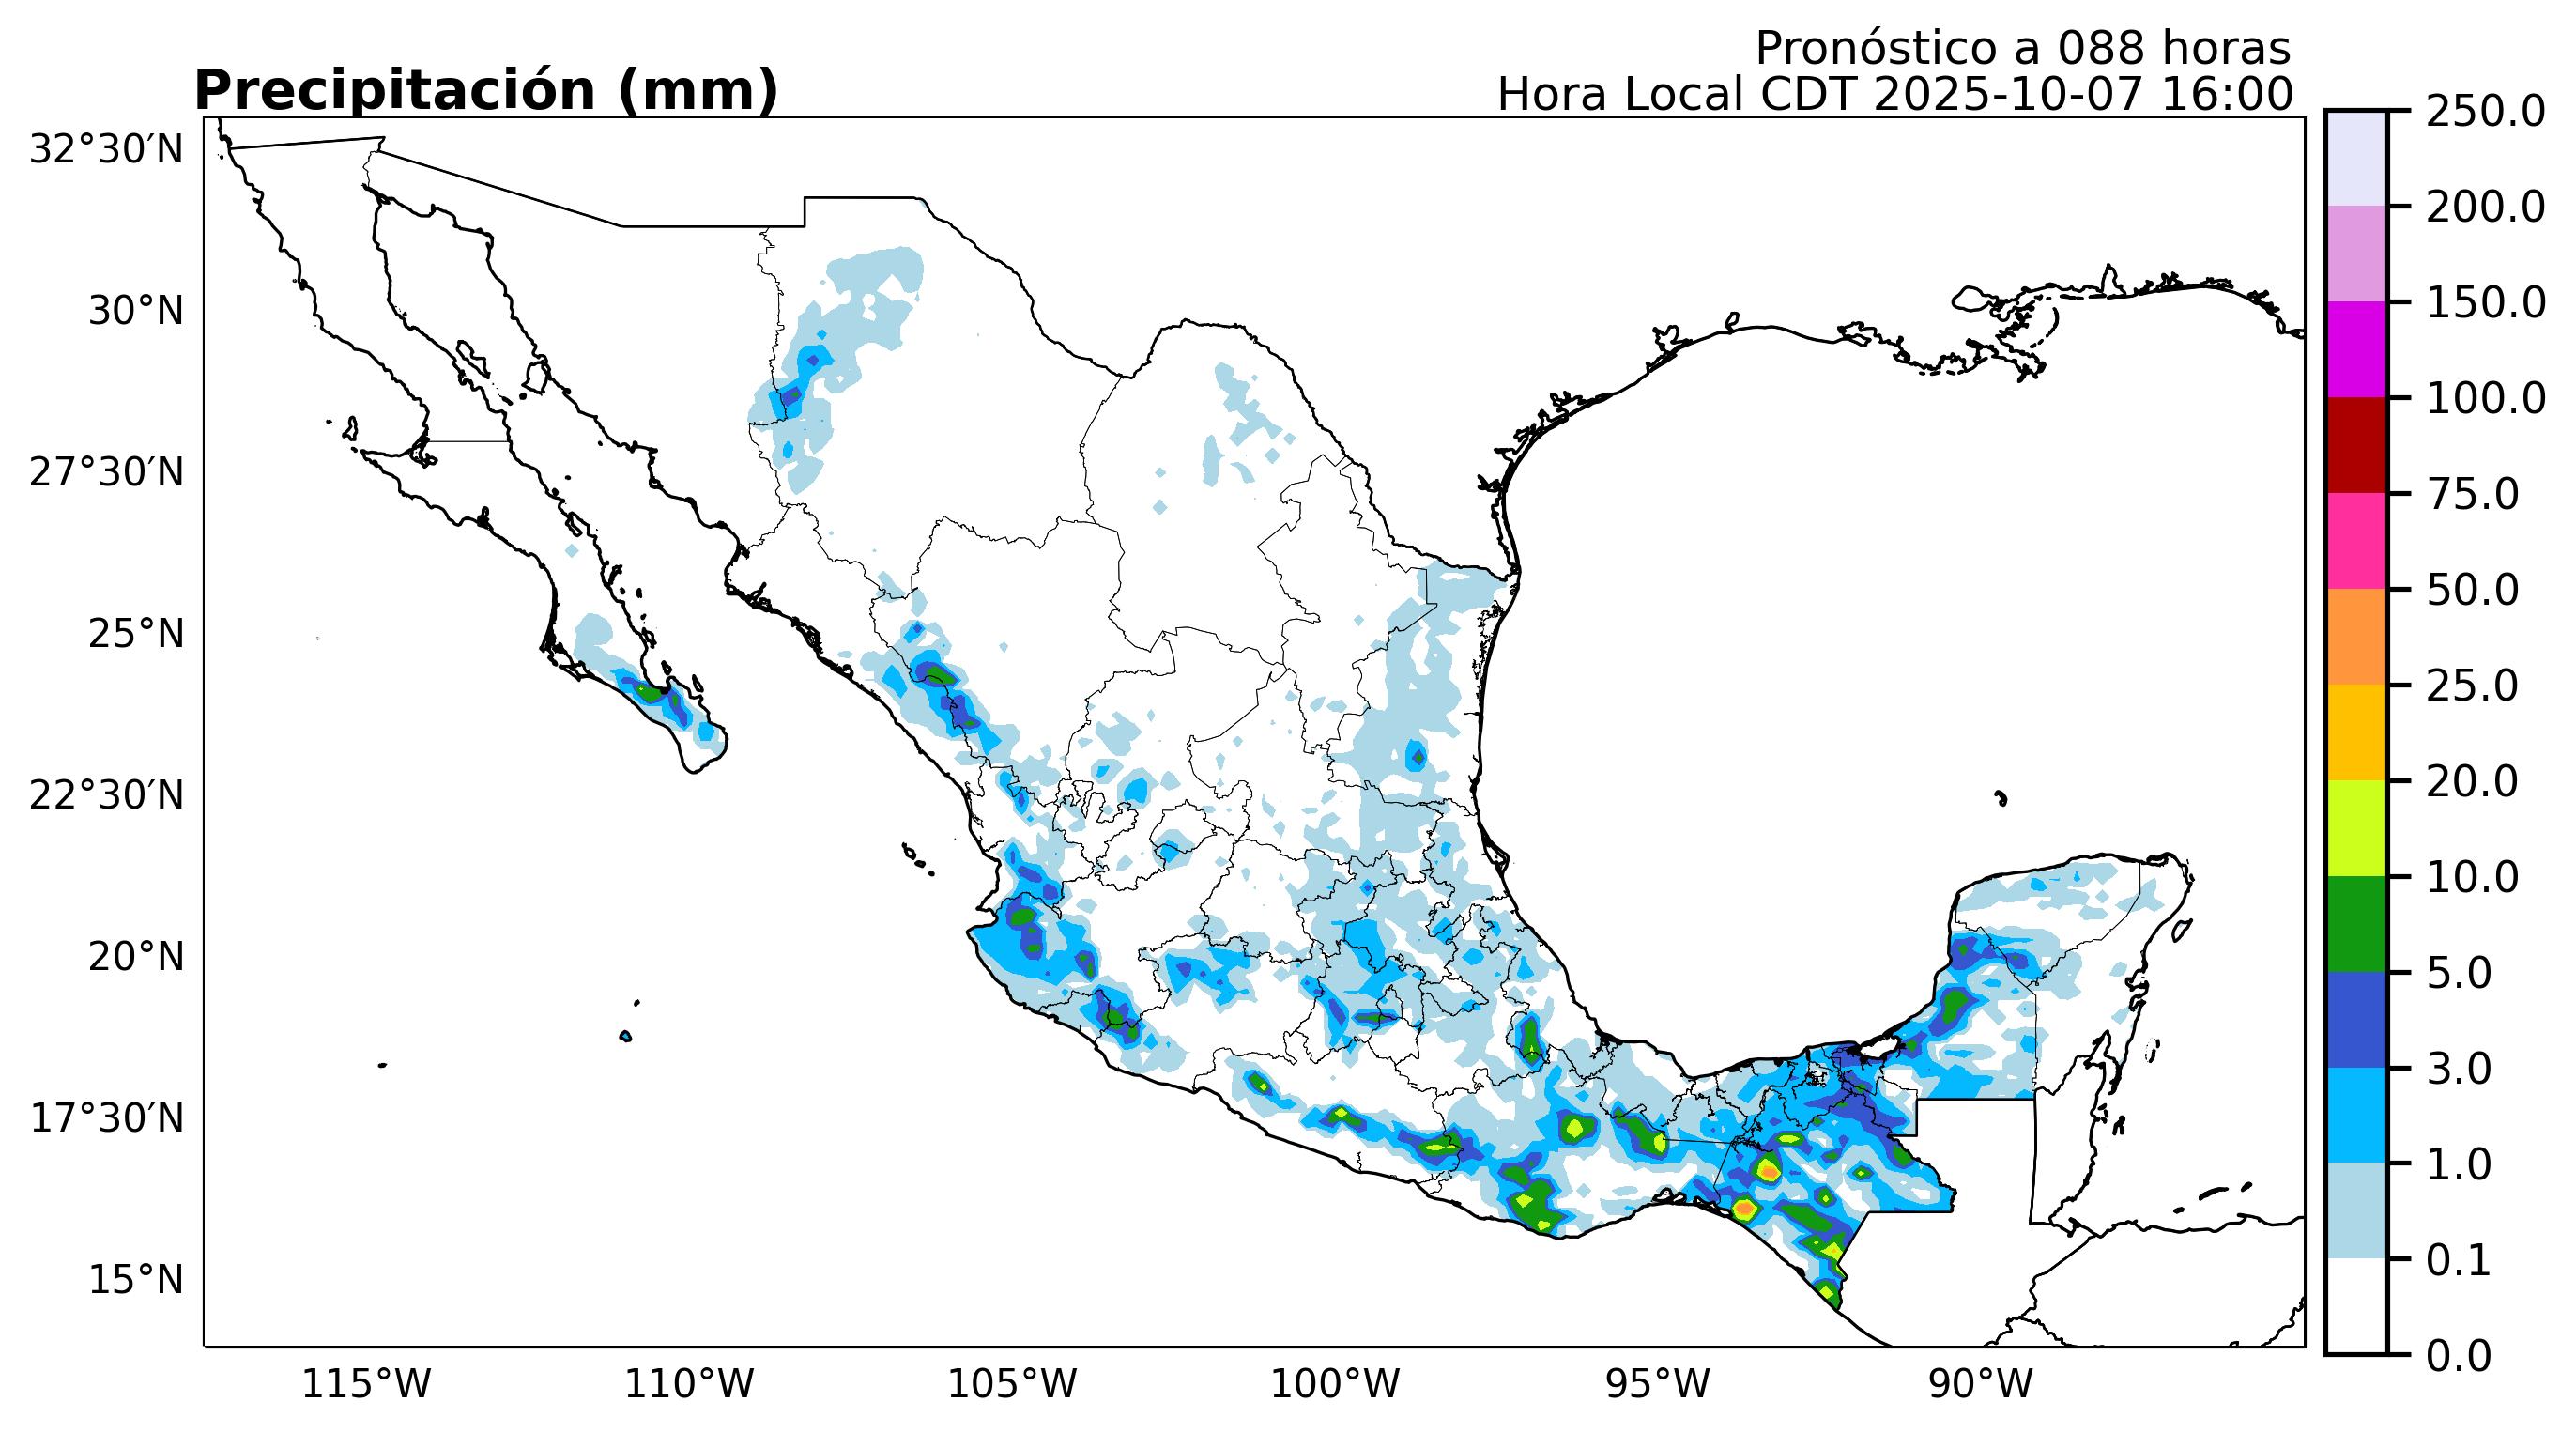 Pronóstico a 088 horas
Precipitación (mm)
Hora Local CDT 2025-10-07 16:00
32°30′N
30°N
27°30′N
25°N
22°30′N
20°N
17°30′N
15°N
115°W
110°W
105°W
100°W
95°W
90°W
250.0
200.0
150.0
100.0
75.0
50.0
25.0
20.0
10.0
5.0
3.0
1.0
0.1
0.0